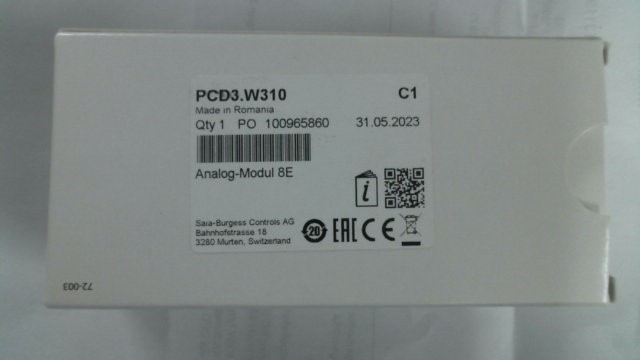 PCD3.W310 C1
Made in Romania
Qty 1 PO 100965860 31.05.2023
Analog-Modul 8E
i
Saia-Burgess Controls AG
Bahnhofstrasse 18
3280 Murten, Switzerland
20 EAC CE
72-003